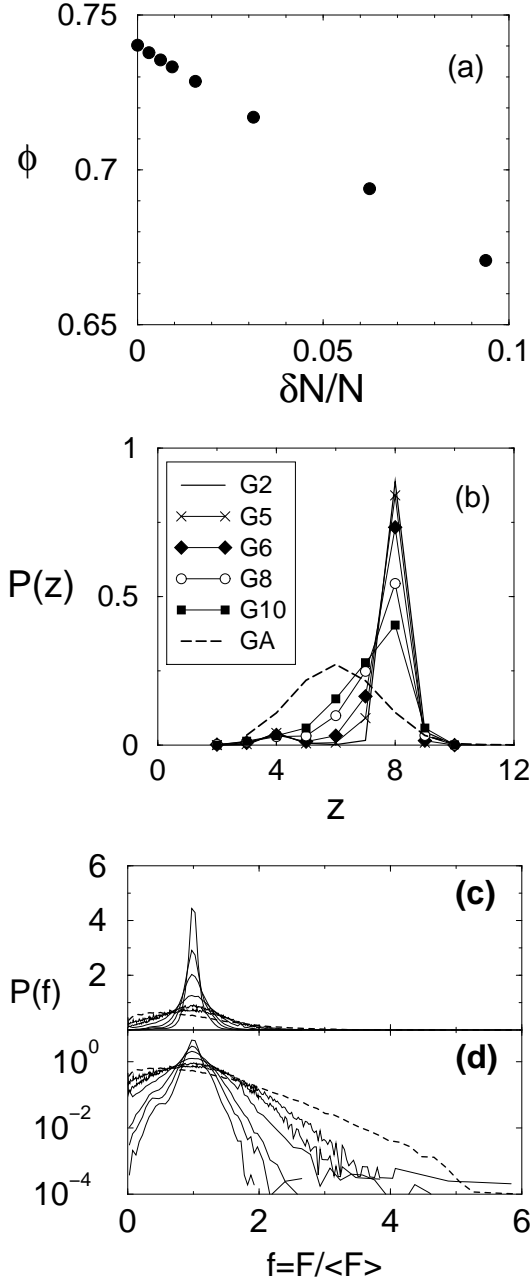 0.75
(a)
ϕ
0.7
0.65
0 0.05 0.1
δN/N
1
(b)
G2
G5
G6
G8
G10
GA
P(z)
0.5
0
0 4 8 12
z
6
(c)
4
P(f)
2
10^0
(d)
10^-2
10^-4
0 2 4 6
f=F/<F>